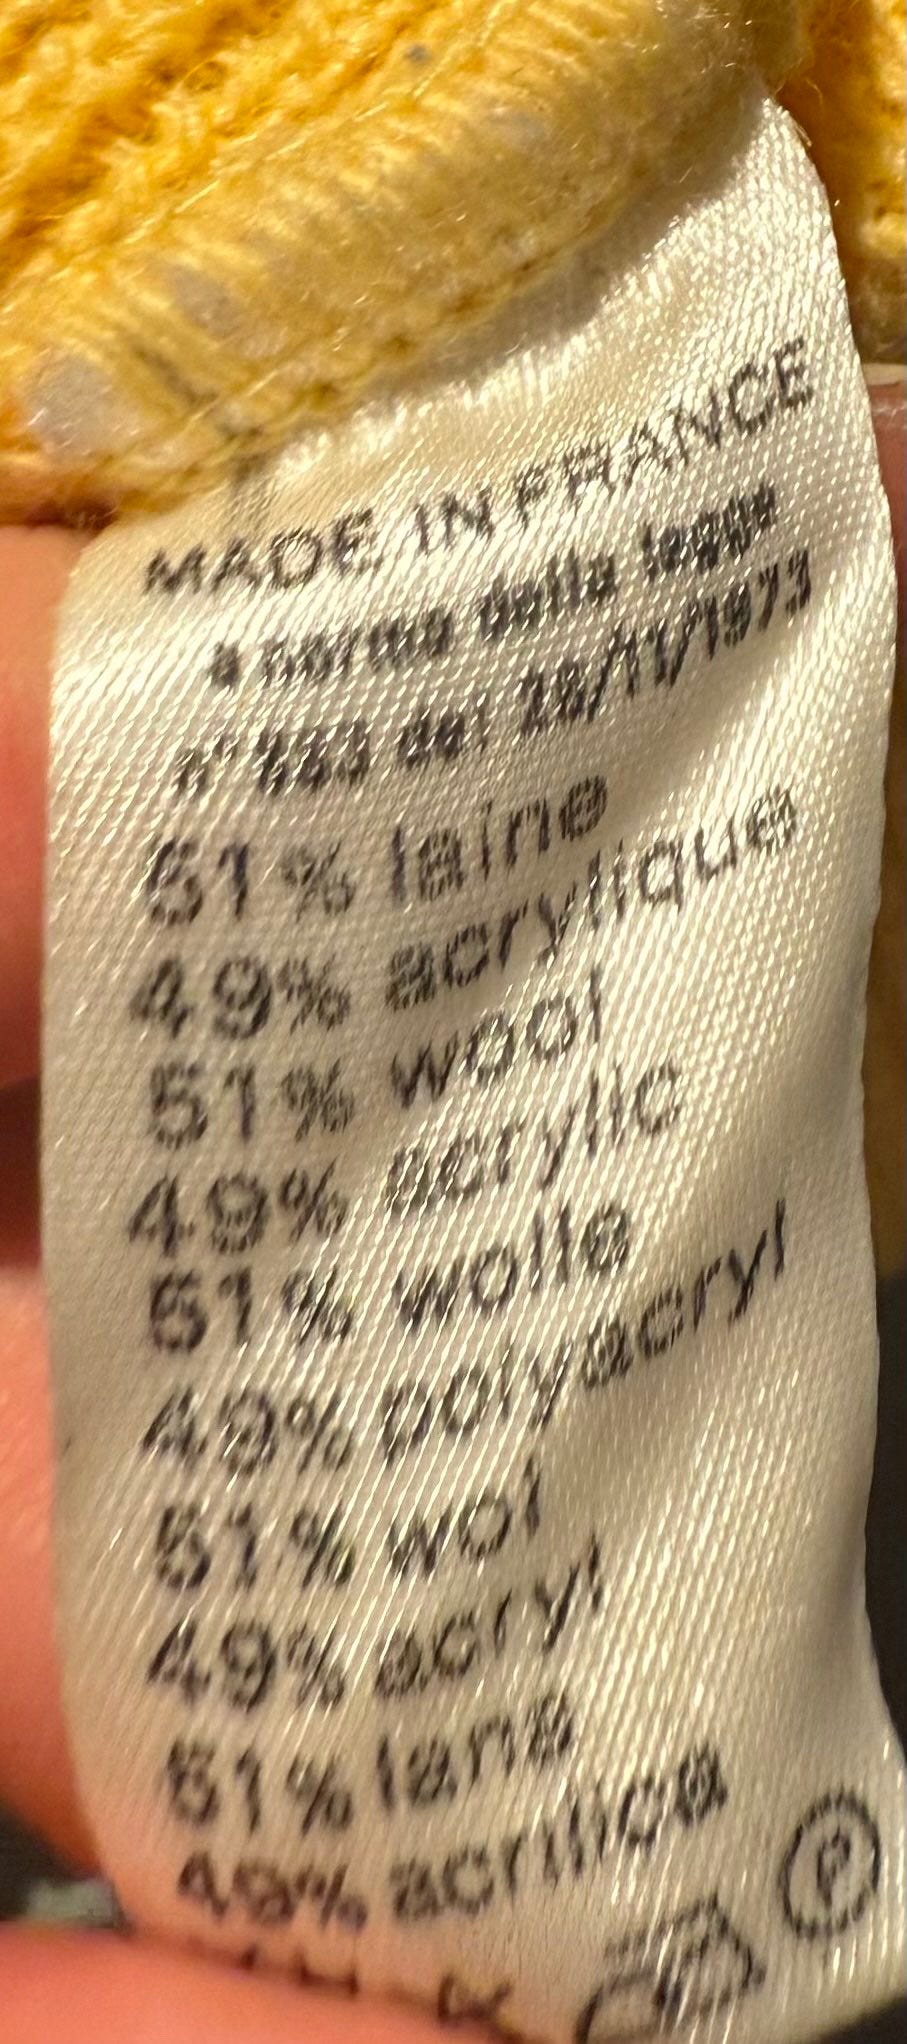 MADE IN FRANCE
a norma della legge
n° 883 del 26/11/1973
51% laine
49% acrylique
51% wool
49% acrylic
51% wolle
49% polyacryl
51% wol
49% acryl
51% lana
49% acrilica
P